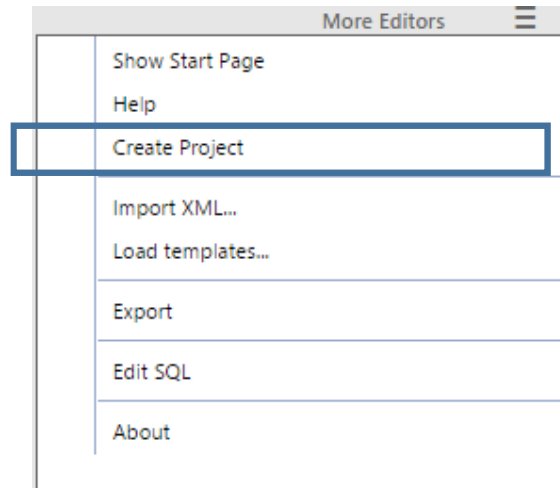 More Editors
Show Start Page
Help
Create Project
Import XML...
Load templates...
Export
Edit SQL
About